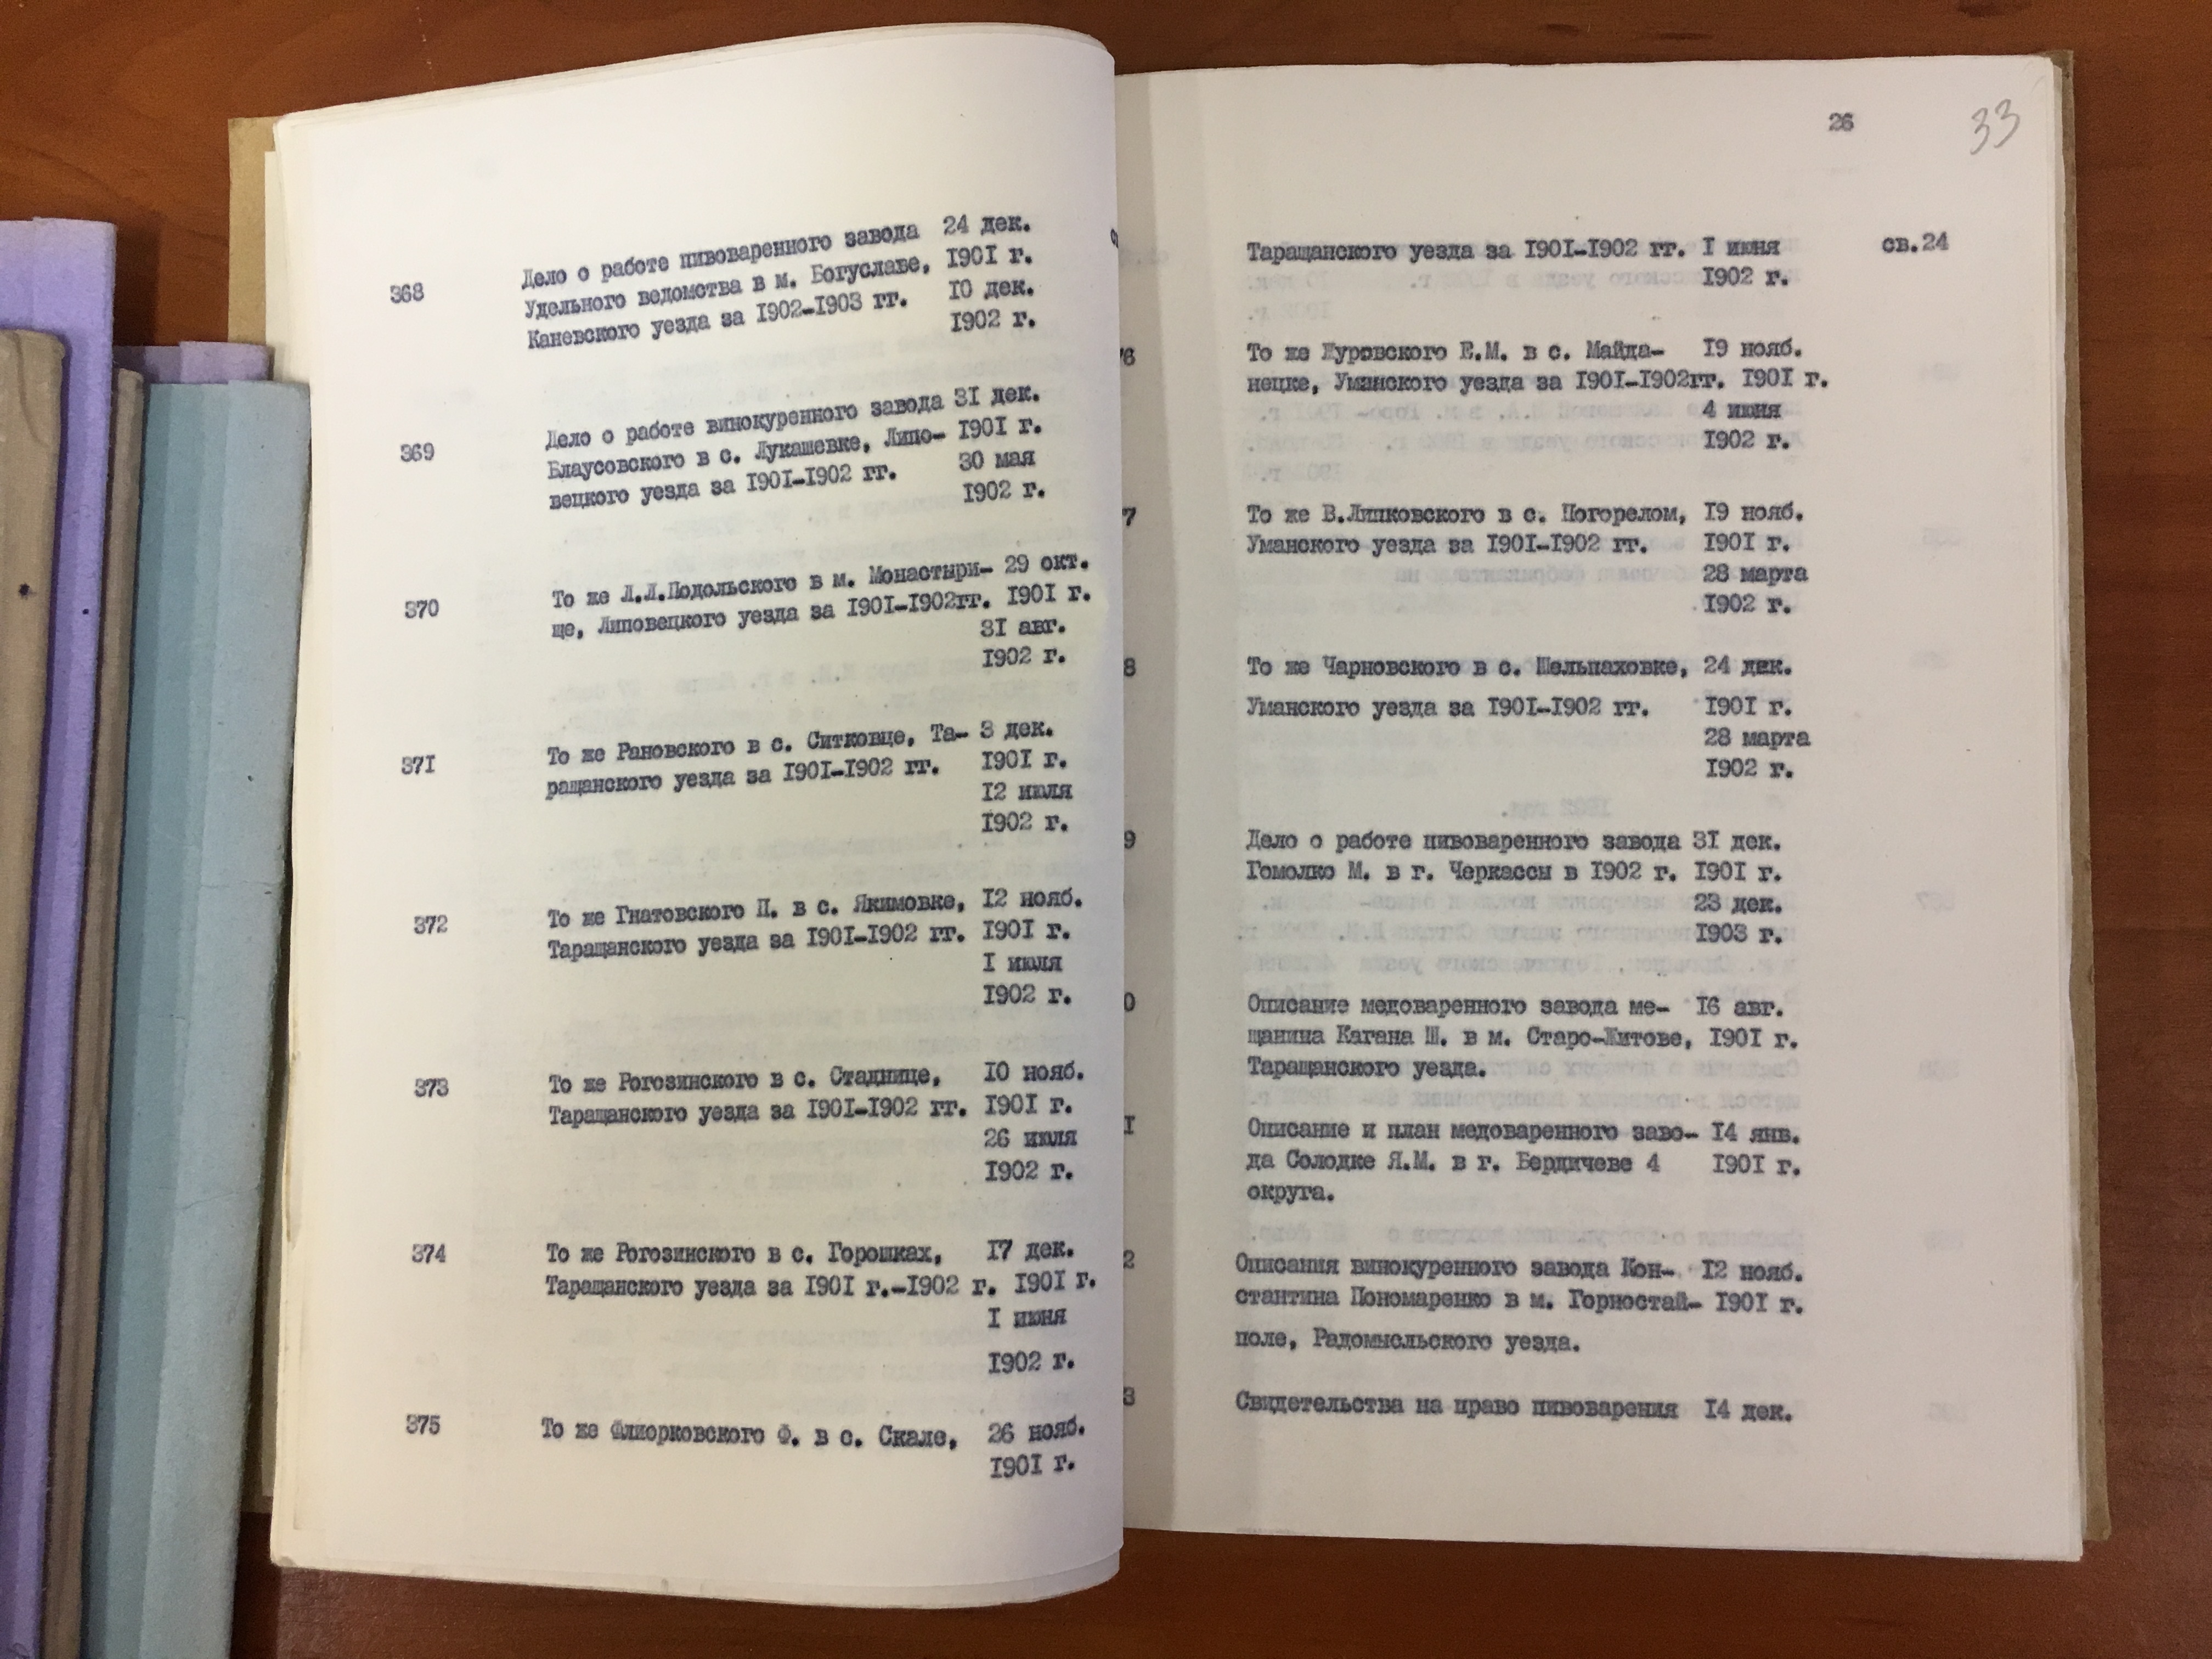 368 Дело о работе пивоваренного завода 24 дек.
Удельного ведомства в м. Богуславе, 1901 г.
Каневского уезда за 1902-1903 гг. 10 дек.
1902 г.
369 Дело о работе винокуренного завода 31 дек.
Блаусовского в с. Лукашевке, Липо- 1901 г.
вецкого уезда за 1901-1902 гг. 30 мая
1902 г.
370 То же Л.Л.Подольского в м. Монастыри- 29 окт.
ще, Липовецкого уезда за 1901-1902гг. 1901 г.
31 авг.
1902 г.
371 То же Рановского в с. Ситковце, Та- 3 дек.
ращанского уезда за 1901-1902 гг. 1901 г.
12 июля
1902 г.
372 То же Гнатовского П. в с. Якимовке, 12 нояб.
Таращанского уезда за 1901-1902 гг. 1901 г.
1 июля
1902 г.
373 То же Рогозинского в с. Стаднице, 10 нояб.
Таращанского уезда за 1901-1902 гг. 1901 г.
26 июля
1902 г.
374 То же Рогозинского в с. Горошках, 17 дек.
Таращанского уезда за 1901 г.-1902 г. 1901 г.
1 июня
1902 г.
375 То же Флиорковского Ф. в с. Скале, 26 нояб.
1901 г.
26 33
Таращанского уезда за 1901-1902 гг. 1 июня св.24
1902 г.
76 То же Журовского Е.М. в с. Майда- 19 нояб.
нецке, Уманского уезда за 1901-1902гг. 1901 г.
4 июня
1902 г.
7 То же В.Липковского в с. Погорелом, 19 нояб.
Уманского уезда за 1901-1902 гг. 1901 г.
28 марта
1902 г.
8 То же Чарновского в с. Шельпаховке, 24 дек.
Уманского уезда за 1901-1902 гг. 1901 г.
28 марта
1902 г.
9 Дело о работе пивоваренного завода 31 дек.
Гомолко М. в г. Черкассы в 1902 г. 1901 г.
23 дек.
1903 г.
0 Описание медоваренного завода ме- 16 авг.
щанина Кагана Ш. в м. Старо-Житове, 1901 г.
Таращанского уезда.
1 Описание и план медоваренного заво- 14 янв.
да Солодке Я.М. в г. Бердичеве 4 1901 г.
округа.
2 Описания винокуренного завода Кон- 12 нояб.
стантина Пономаренко в м. Горностай- 1901 г.
поле, Радомысльского уезда.
3 Свидетельства на право пивоварения 14 дек.